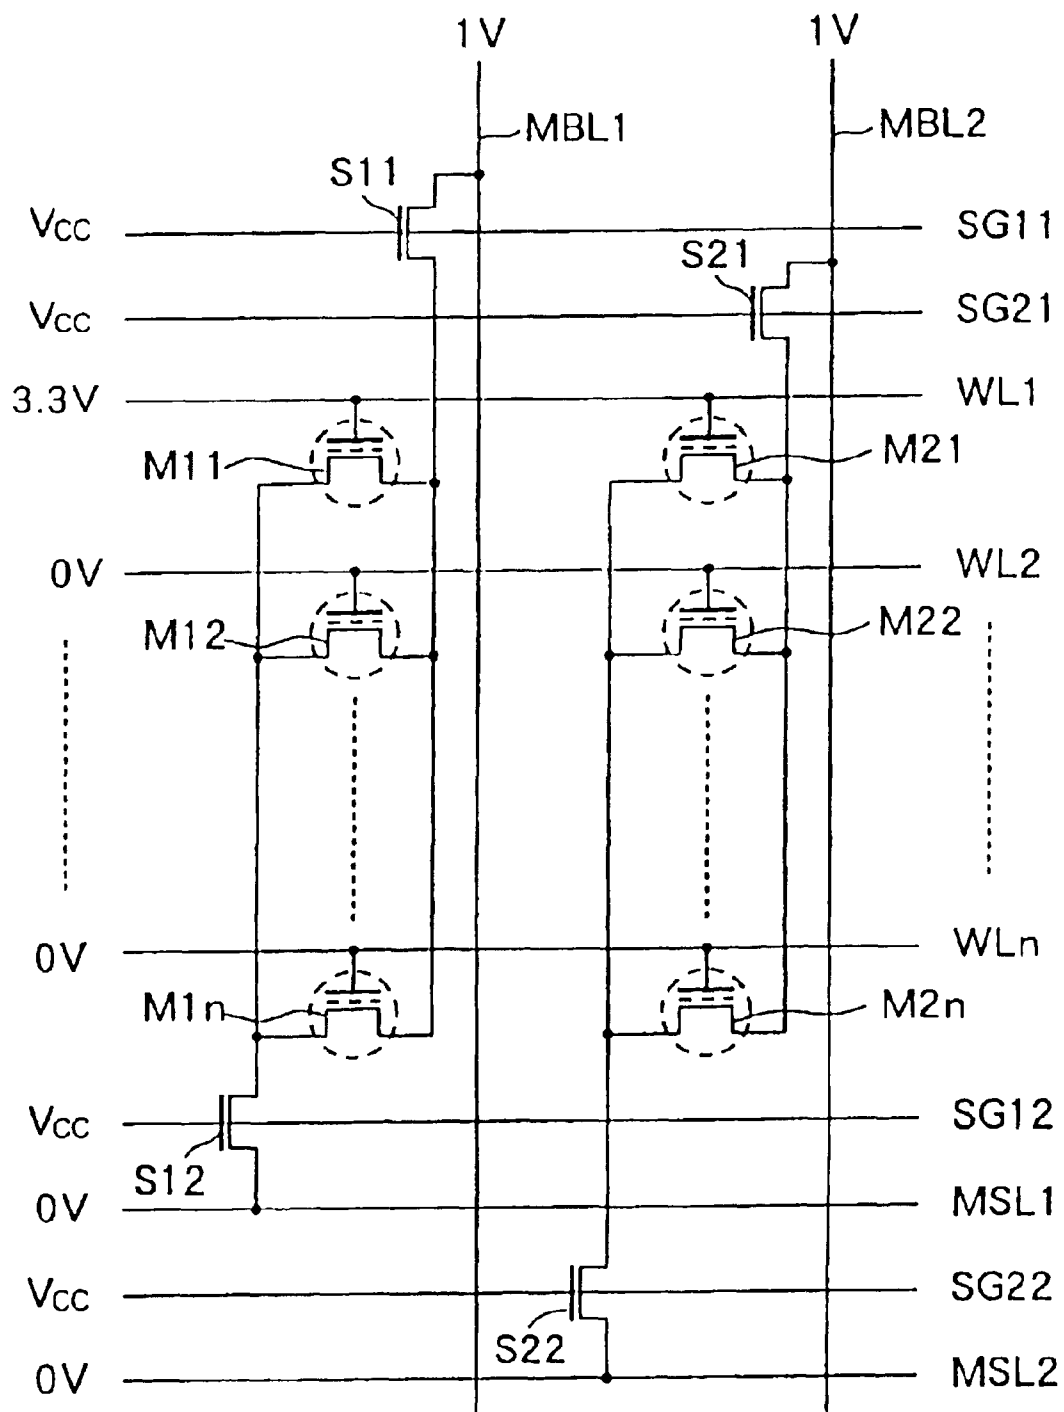 1V 1V
MBL1 MBL2
S11
VCC SG11
S21
VCC SG21
3.3V WL1
M11 M21
0V WL2
M12 M22
0V WLn
M1n M2n
VCC SG12
S12
0V MSL1
VCC SG22
S22
0V MSL2